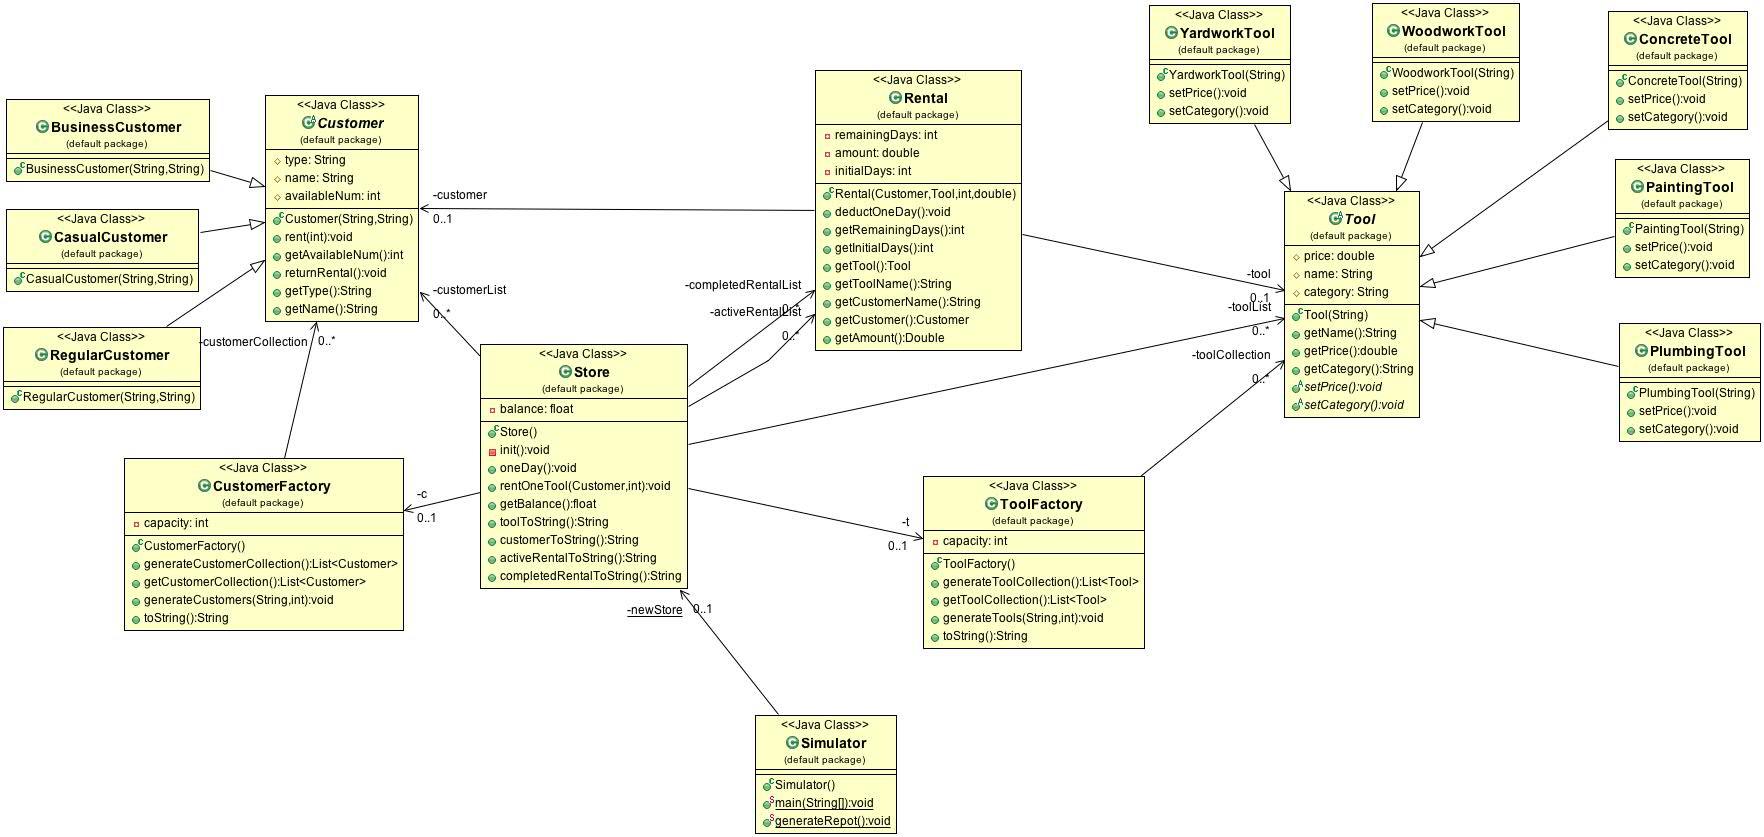 <<Java Class>>
BusinessCustomer
(default package)
BusinessCustomer(String,String)
<<Java Class>>
CasualCustomer
(default package)
CasualCustomer(String,String)
<<Java Class>>
RegularCustomer
(default package)
RegularCustomer(String,String)
<<Java Class>>
Customer
(default package)
type: String
name: String
availableNum: int
Customer(String,String)
rent(int):void
getAvailableNum():int
returnRental():void
getType():String
getName():String
-customer
0..1
-customerList
0..*
-customerCollection
0..*
<<Java Class>>
CustomerFactory
(default package)
capacity: int
CustomerFactory()
generateCustomerCollection():List<Customer>
getCustomerCollection():List<Customer>
generateCustomers(String,int):void
toString():String
-c
0..1
<<Java Class>>
Store
(default package)
balance: float
Store()
init():void
oneDay():void
rentOneTool(Customer,int):void
getBalance():float
toolToString():String
customerToString():String
activeRentalToString():String
completedRentalToString():String
-newStore
0..1
<<Java Class>>
Simulator
(default package)
Simulator()
main(String[]):void
generateRepot():void
<<Java Class>>
Rental
(default package)
remainingDays: int
amount: double
initialDays: int
Rental(Customer,Tool,int,double)
deductOneDay():void
getRemainingDays():int
getInitialDays():int
getTool():Tool
getToolName():String
getCustomerName():String
getCustomer():Customer
getAmount():Double
-completedRentalList
0..*
-activeRentalList
0..*
-t
0..1
<<Java Class>>
ToolFactory
(default package)
capacity: int
ToolFactory()
generateToolCollection():List<Tool>
getToolCollection():List<Tool>
generateTools(String,int):void
toString():String
-tool
0..1
-toolList
0..*
-toolCollection
0..*
<<Java Class>>
Tool
(default package)
price: double
name: String
category: String
Tool(String)
getName():String
getPrice():double
getCategory():String
setPrice():void
setCategory():void
<<Java Class>>
YardworkTool
(default package)
YardworkTool(String)
setPrice():void
setCategory():void
<<Java Class>>
WoodworkTool
(default package)
WoodworkTool(String)
setPrice():void
setCategory():void
<<Java Class>>
ConcreteTool
(default package)
ConcreteTool(String)
setPrice():void
setCategory():void
<<Java Class>>
PaintingTool
(default package)
PaintingTool(String)
setPrice():void
setCategory():void
<<Java Class>>
PlumbingTool
(default package)
PlumbingTool(String)
setPrice():void
setCategory():void